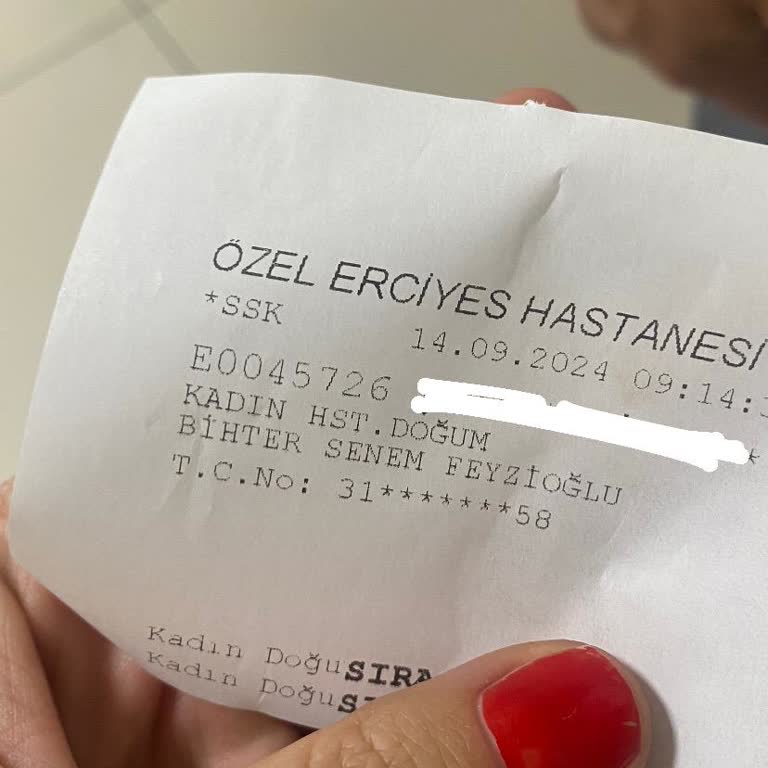 ÖZEL ERCİYES HASTANESİ
*SSK
14.09.2024 09:14:
E0045726 *
KADIN HST.DOĞUM
BİHTER SENEM FEYZİOĞLU
T.C.No: 31*******58
Kadın DoğuSIRA
Kadın Doğu